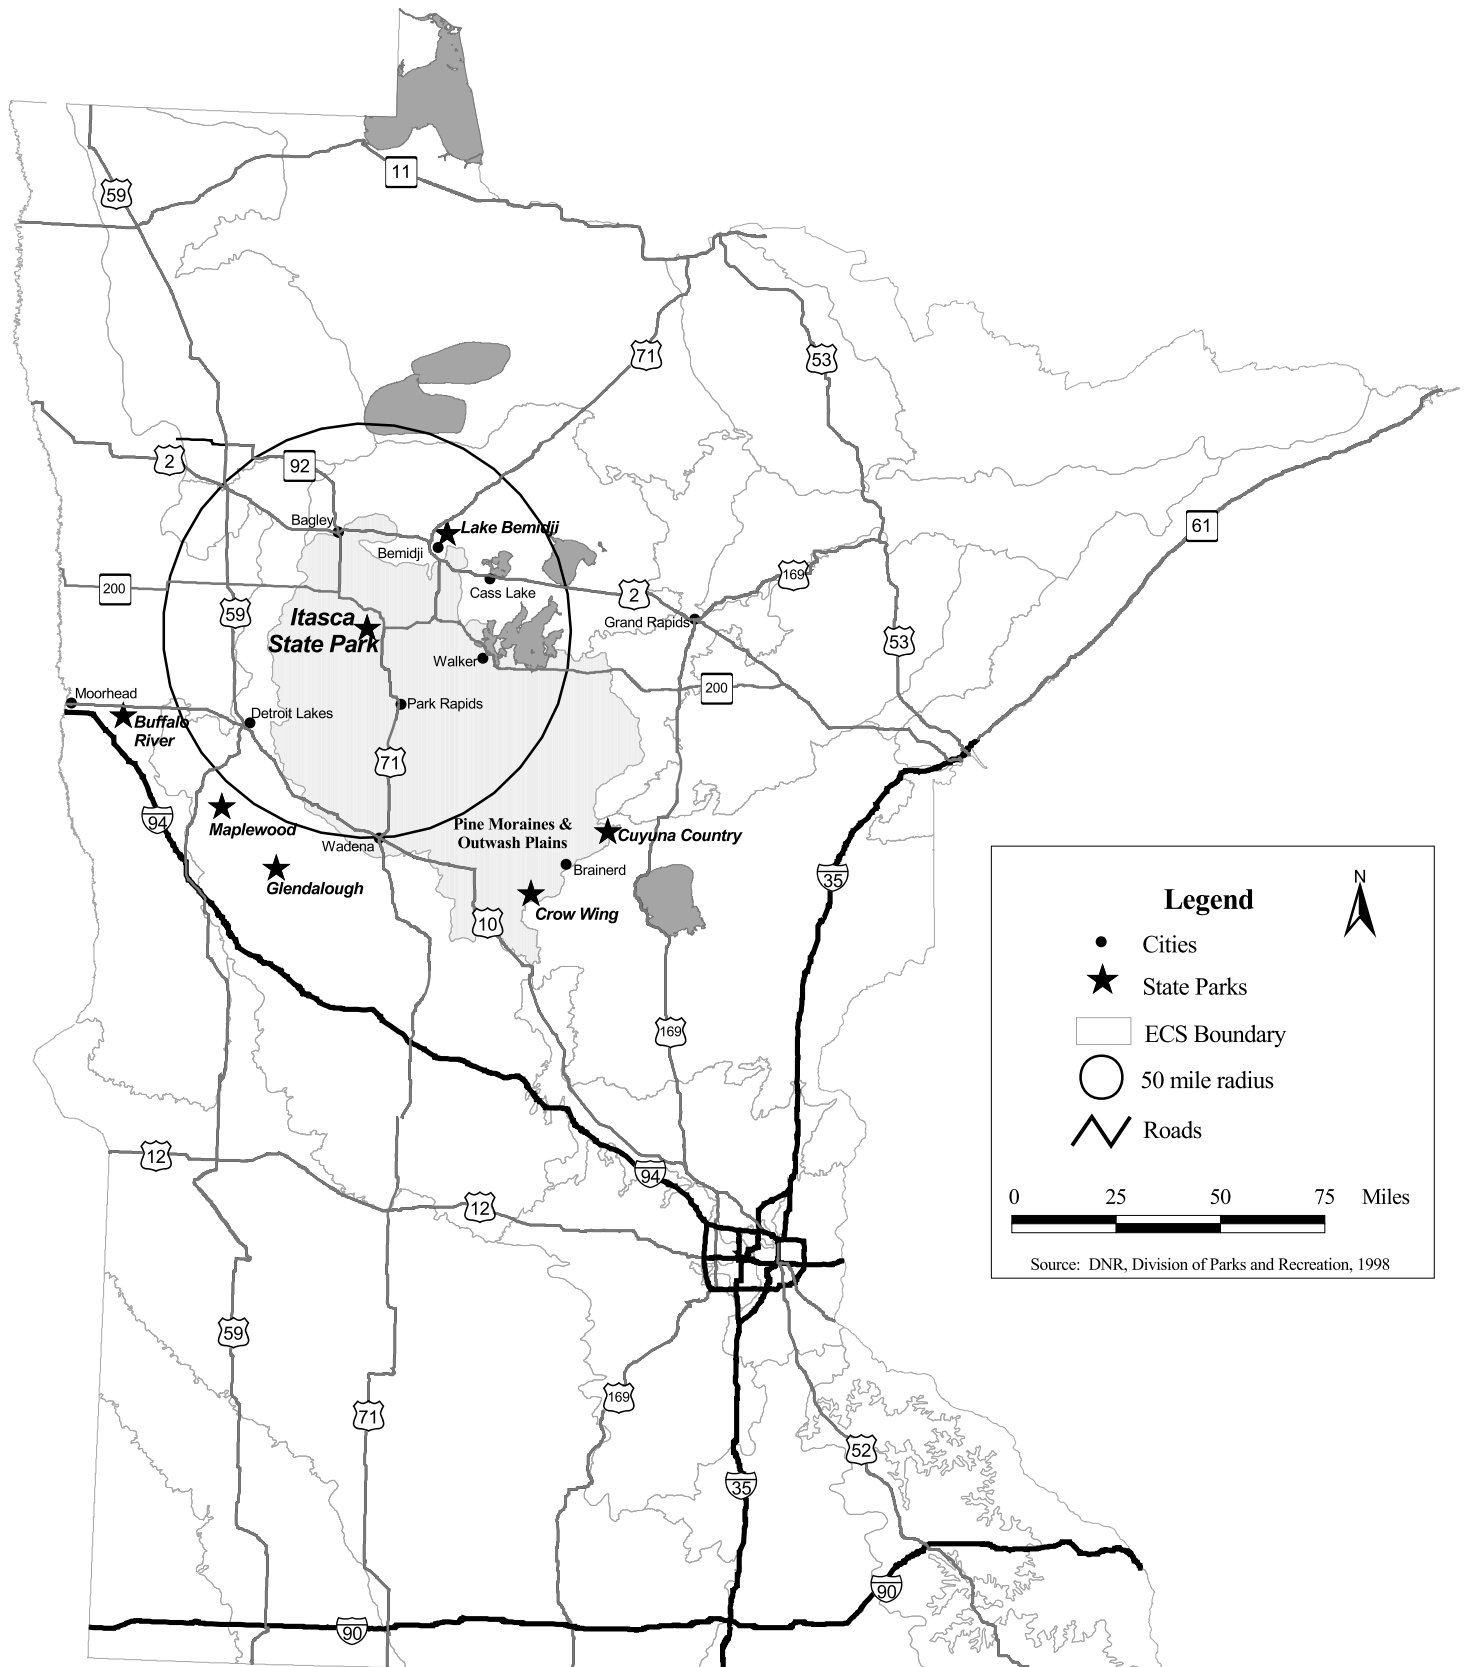 11
59
71
53
2
92
61
Bagley
Lake Bemidji
Bemidji
169
200
Cass Lake
2
59
Itasca
State Park
Grand Rapids
53
Walker
200
Moorhead
Buffalo
River
Detroit Lakes
Park Rapids
71
94
Maplewood
Pine Moraines &
Outwash Plains
Cuyuna Country
Wadena
Glendalough
Brainerd
35
Crow Wing
10
169
Legend
N
Cities
State Parks
ECS Boundary
50 mile radius
Roads
0 25 50 75 Miles
Source: DNR, Division of Parks and Recreation, 1998
12
94
12
59
169
71
52
35
90
90